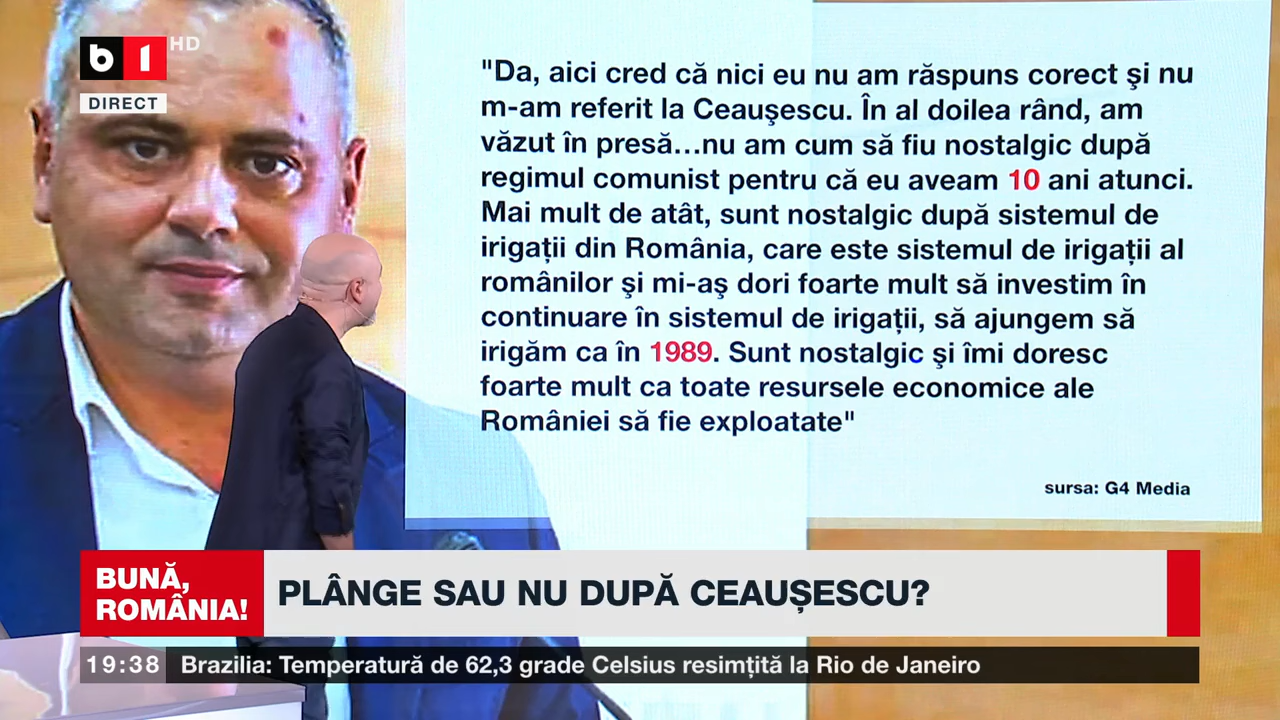 b1 HD
DIRECT
"Da, aici cred că nici eu nu am răspuns corect şi nu
m-am referit la Ceauşescu. În al doilea rând, am
văzut în presă...nu am cum să fiu nostalgic după
regimul comunist pentru că eu aveam 10 ani atunci.
Mai mult de atât, sunt nostalgic după sistemul de
irigații din România, care este sistemul de irigații al
românilor şi mi-aş dori foarte mult să investim în
continuare în sistemul de irigații, să ajungem să
irigăm ca în 1989. Sunt nostalgic şi îmi doresc
foarte mult ca toate resursele economice ale
României să fie exploatate"
sursa: G4 Media
BUNĂ,
ROMÂNIA!
PLÂNGE SAU NU DUPĂ CEAUȘESCU?
19:38 Brazilia: Temperatură de 62,3 grade Celsius resimțită la Rio de Janeiro